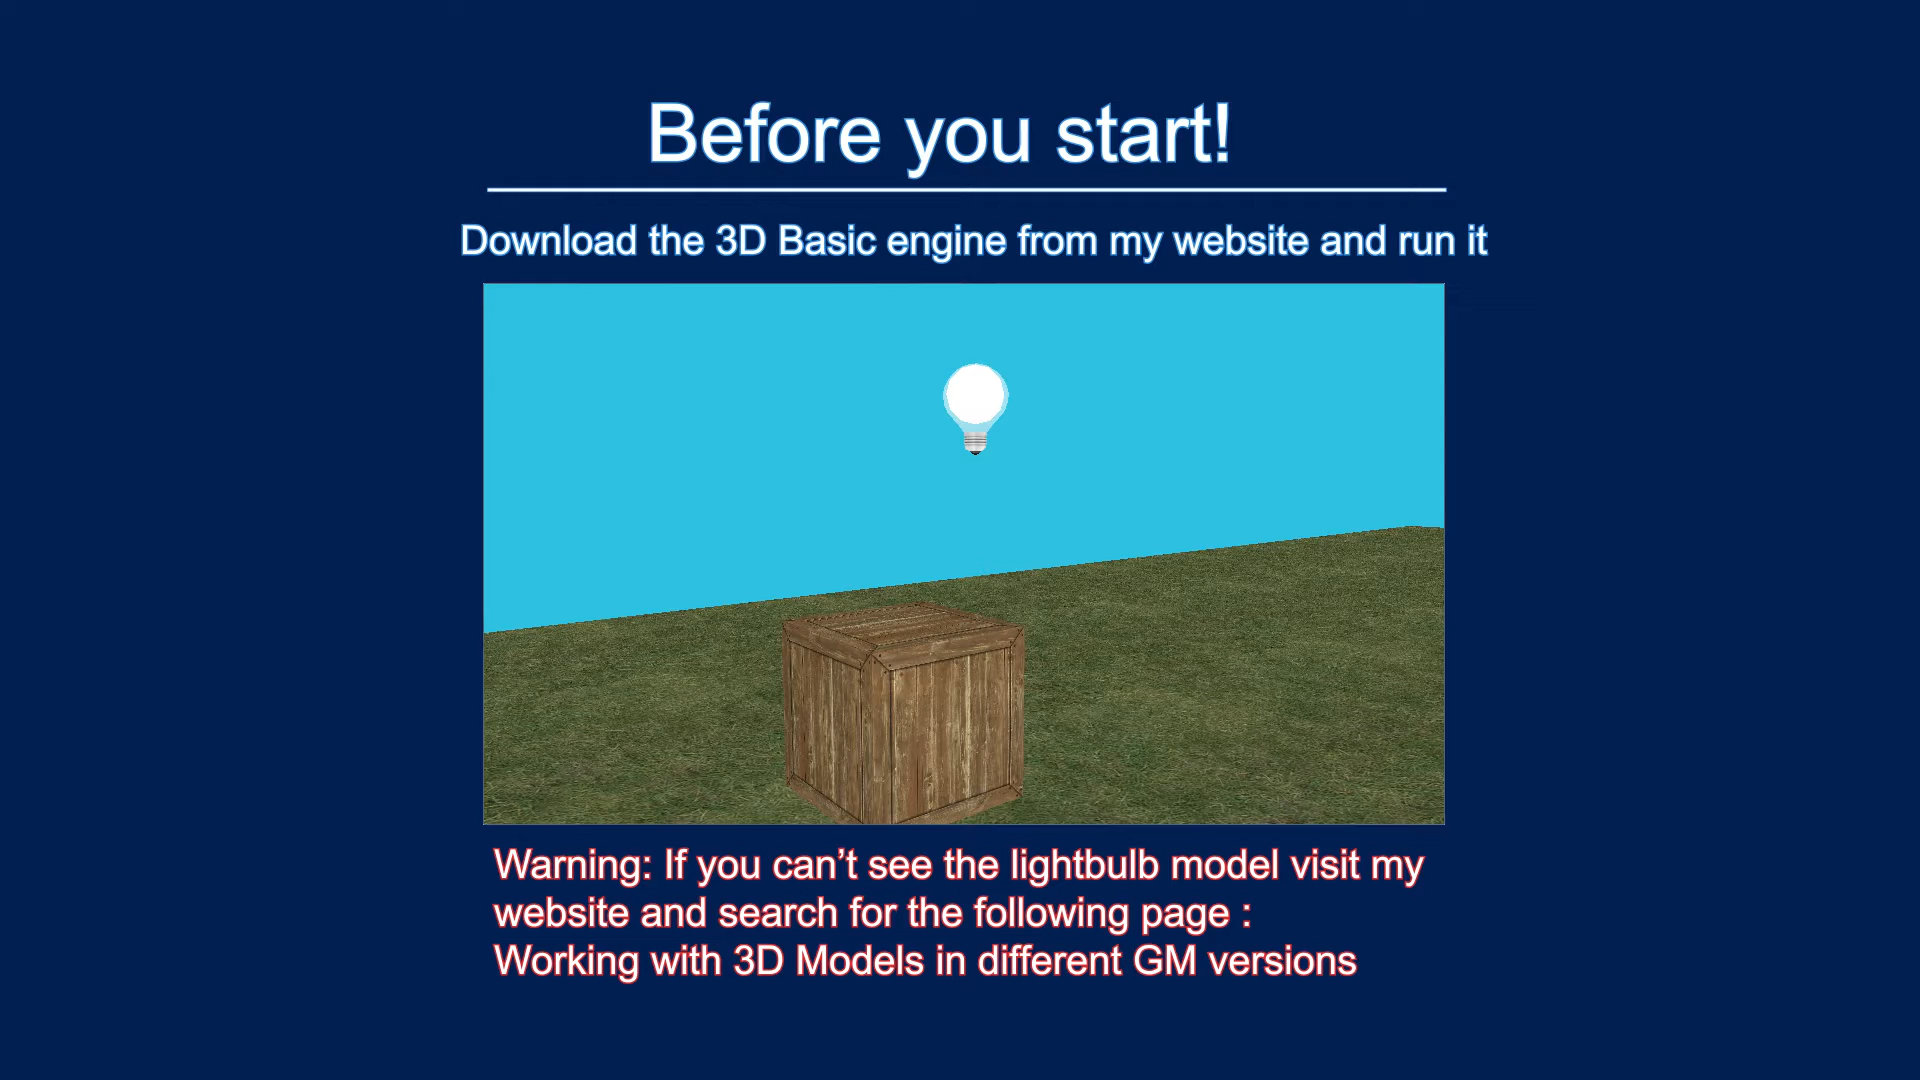 Before you start!
Download the 3D Basic engine from my website and run it
Warning: If you can’t see the lightbulb model visit my
website and search for the following page :
Working with 3D Models in different GM versions